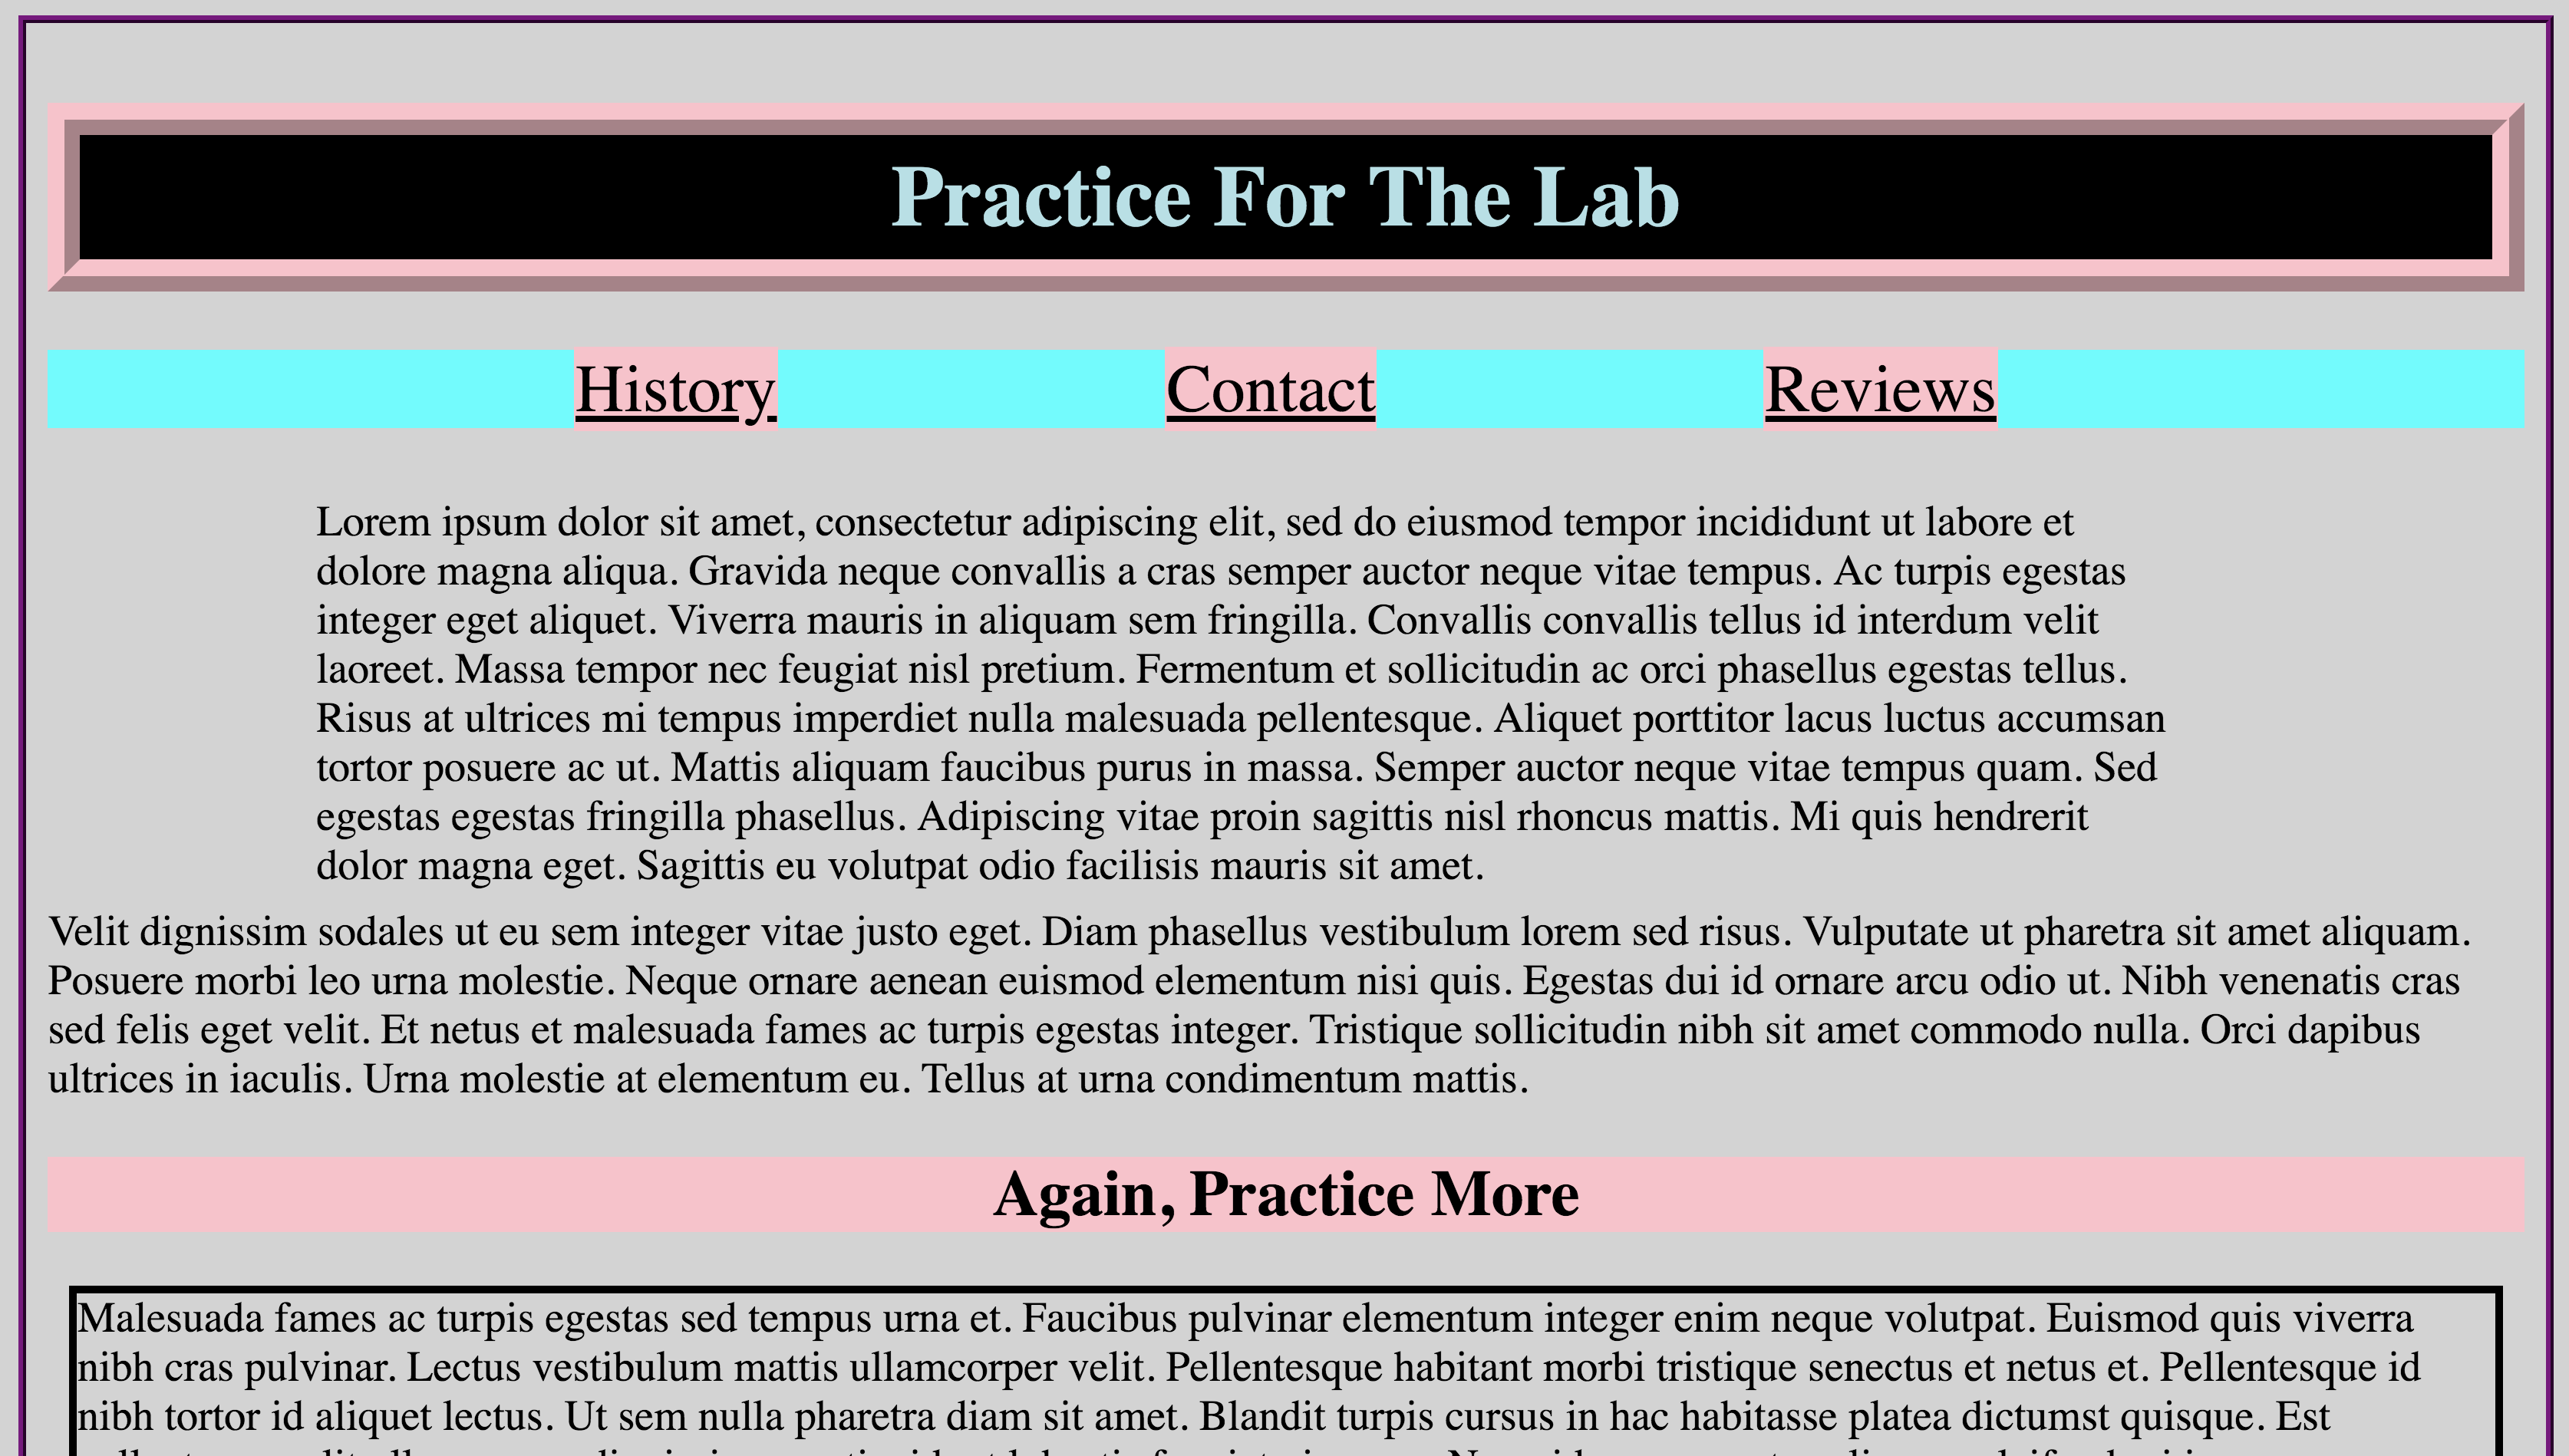 Practice For The Lab
History Contact Reviews
Lorem ipsum dolor sit amet, consectetur adipiscing elit, sed do eiusmod tempor incididunt ut labore et
dolore magna aliqua. Gravida neque convallis a cras semper auctor neque vitae tempus. Ac turpis egestas
integer eget aliquet. Viverra mauris in aliquam sem fringilla. Convallis convallis tellus id interdum velit
laoreet. Massa tempor nec feugiat nisl pretium. Fermentum et sollicitudin ac orci phasellus egestas tellus.
Risus at ultrices mi tempus imperdiet nulla malesuada pellentesque. Aliquet porttitor lacus luctus accumsan
tortor posuere ac ut. Mattis aliquam faucibus purus in massa. Semper auctor neque vitae tempus quam. Sed
egestas egestas fringilla phasellus. Adipiscing vitae proin sagittis nisl rhoncus mattis. Mi quis hendrerit
dolor magna eget. Sagittis eu volutpat odio facilisis mauris sit amet.
Velit dignissim sodales ut eu sem integer vitae justo eget. Diam phasellus vestibulum lorem sed risus. Vulputate ut pharetra sit amet aliquam.
Posuere morbi leo urna molestie. Neque ornare aenean euismod elementum nisi quis. Egestas dui id ornare arcu odio ut. Nibh venenatis cras
sed felis eget velit. Et netus et malesuada fames ac turpis egestas integer. Tristique sollicitudin nibh sit amet commodo nulla. Orci dapibus
ultrices in iaculis. Urna molestie at elementum eu. Tellus at urna condimentum mattis.
Again, Practice More
Malesuada fames ac turpis egestas sed tempus urna et. Faucibus pulvinar elementum integer enim neque volutpat. Euismod quis viverra
nibh cras pulvinar. Lectus vestibulum mattis ullamcorper velit. Pellentesque habitant morbi tristique senectus et netus et. Pellentesque id
nibh tortor id aliquet lectus. Ut sem nulla pharetra diam sit amet. Blandit turpis cursus in hac habitasse platea dictumst quisque. Est